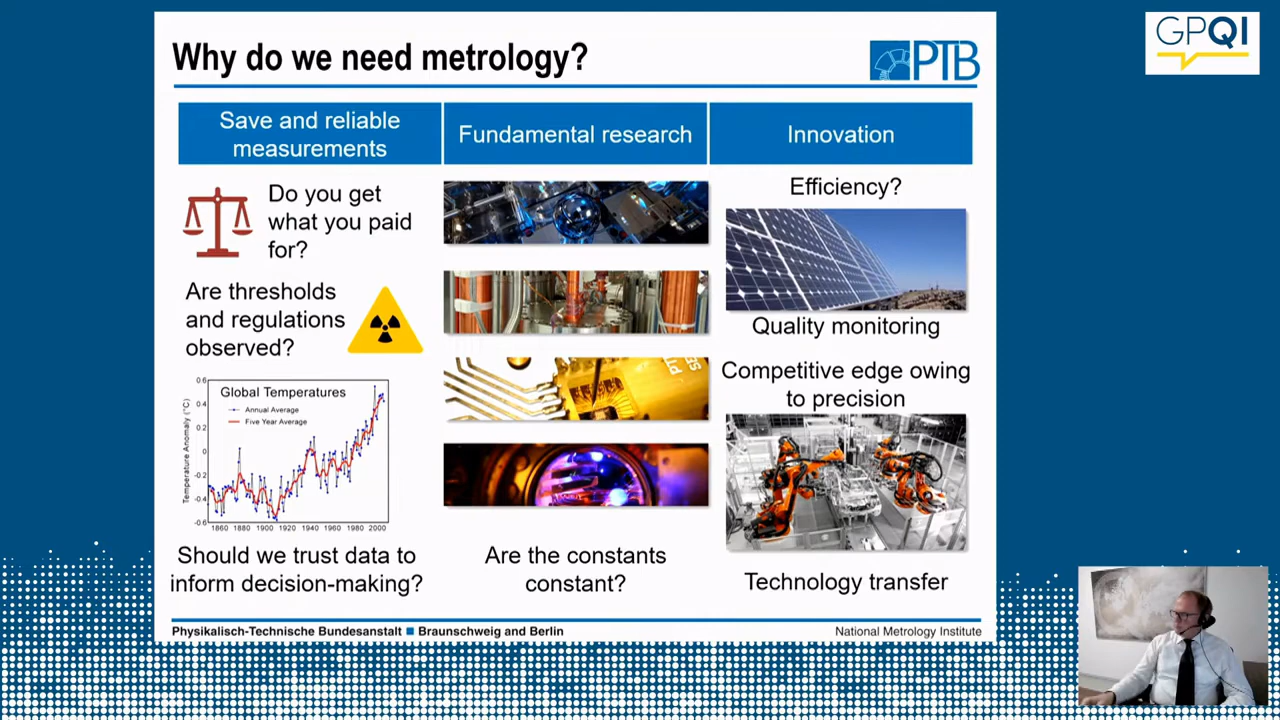 Why do we need metrology?
PTB
GPQI
Save and reliable
measurements
Fundamental research
Innovation
Do you get
what you paid
for?
Are thresholds
and regulations
observed?
Global Temperatures
Annual Average
Five Year Average
Temperature Anomaly (°C)
0.6
0.4
0.2
0
-0.2
-0.4
-0.6
1860 1880 1900 1920 1940 1960 1980 2000
Should we trust data to
inform decision-making?
Are the constants
constant?
Efficiency?
Quality monitoring
Competitive edge owing
to precision
Technology transfer
Physikalisch-Technische Bundesanstalt ■ Braunschweig and Berlin
National Metrology Institute